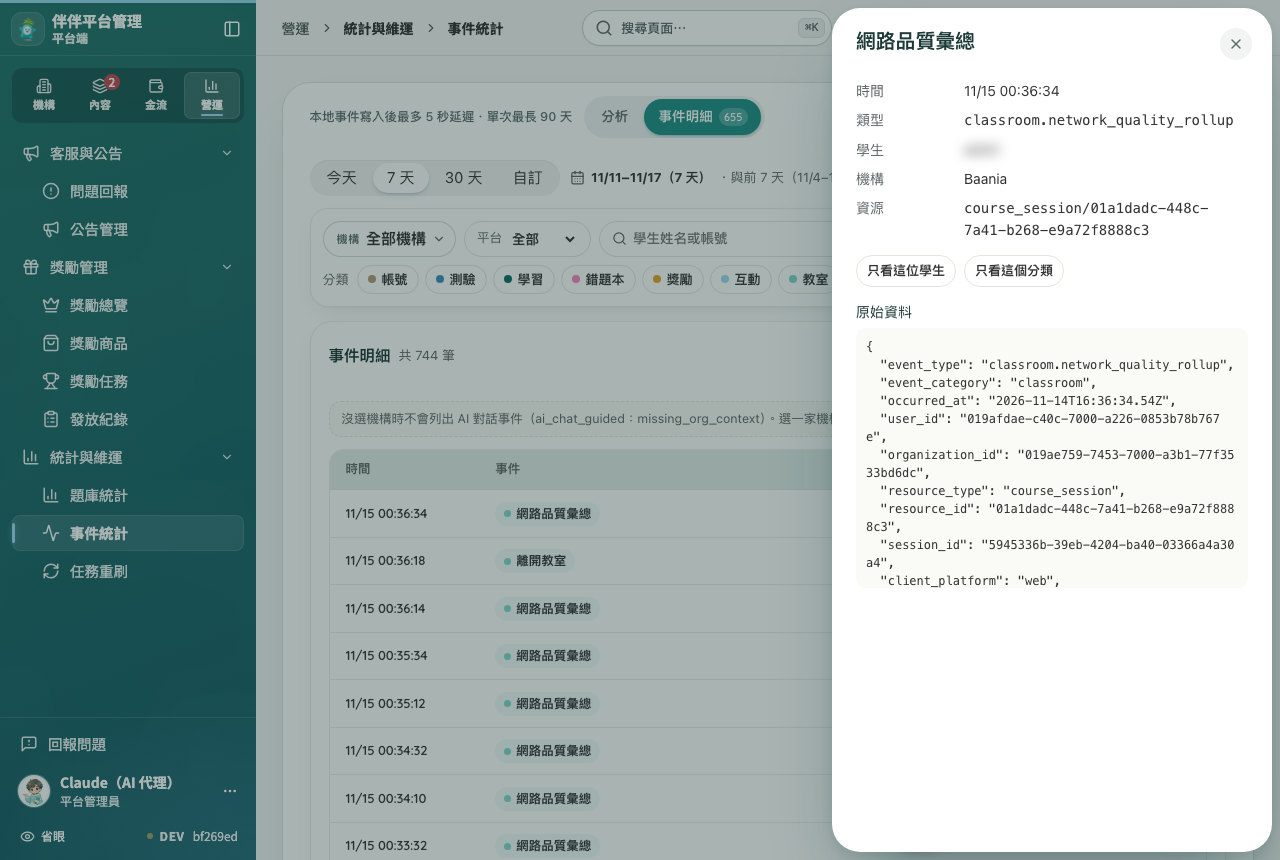 伴伴平台管理
平台端
機構
2
內容
金流
營運
客服與公告
問題回報
公告管理
獎勵管理
獎勵總覽
獎勵商品
獎勵任務
發放紀錄
統計與維運
題庫統計
事件統計
任務重刷
回報問題
Claude（AI 代理）
平台管理員
省眼
DEV bf269ed
營運 > 統計與維運 > 事件統計
搜尋頁面… ⌘K
本地事件寫入後最多 5 秒延遲 · 單次最長 90 天
分析
事件明細 655
今天
7 天
30 天
自訂
11/11–11/17（7 天）
· 與前 7 天（11/4–1
機構 全部機構
平台 全部
學生姓名或帳號
分類
帳號
測驗
學習
錯題本
獎勵
互動
教室
事件明細 共 744 筆
沒選機構時不會列出 AI 對話事件（ai_chat_guided：missing_org_context）。選一家機
時間 事件
11/15 00:36:34 網路品質彙總
11/15 00:36:18 離開教室
11/15 00:36:14 網路品質彙總
11/15 00:35:34 網路品質彙總
11/15 00:35:12 網路品質彙總
11/15 00:34:32 網路品質彙總
11/15 00:34:10 網路品質彙總
11/15 00:33:32 網路品質彙總
網路品質彙總
時間 11/15 00:36:34
類型 classroom.network_quality_rollup
學生
機構 Baania
資源 course_session/01a1dadc-448c-
7a41-b268-e9a72f8888c3
只看這位學生
只看這個分類
原始資料
{
"event_type": "classroom.network_quality_rollup",
"event_category": "classroom",
"occurred_at": "2026-11-14T16:36:34.54Z",
"user_id": "019afdae-c40c-7000-a226-0853b78b767
e",
"organization_id": "019ae759-7453-7000-a3b1-77f35
33bd6dc",
"resource_type": "course_session",
"resource_id": "01a1dadc-448c-7a41-b268-e9a72f888
8c3",
"session_id": "5945336b-39eb-4204-ba40-03366a4a30
a4",
"client_platform": "web",